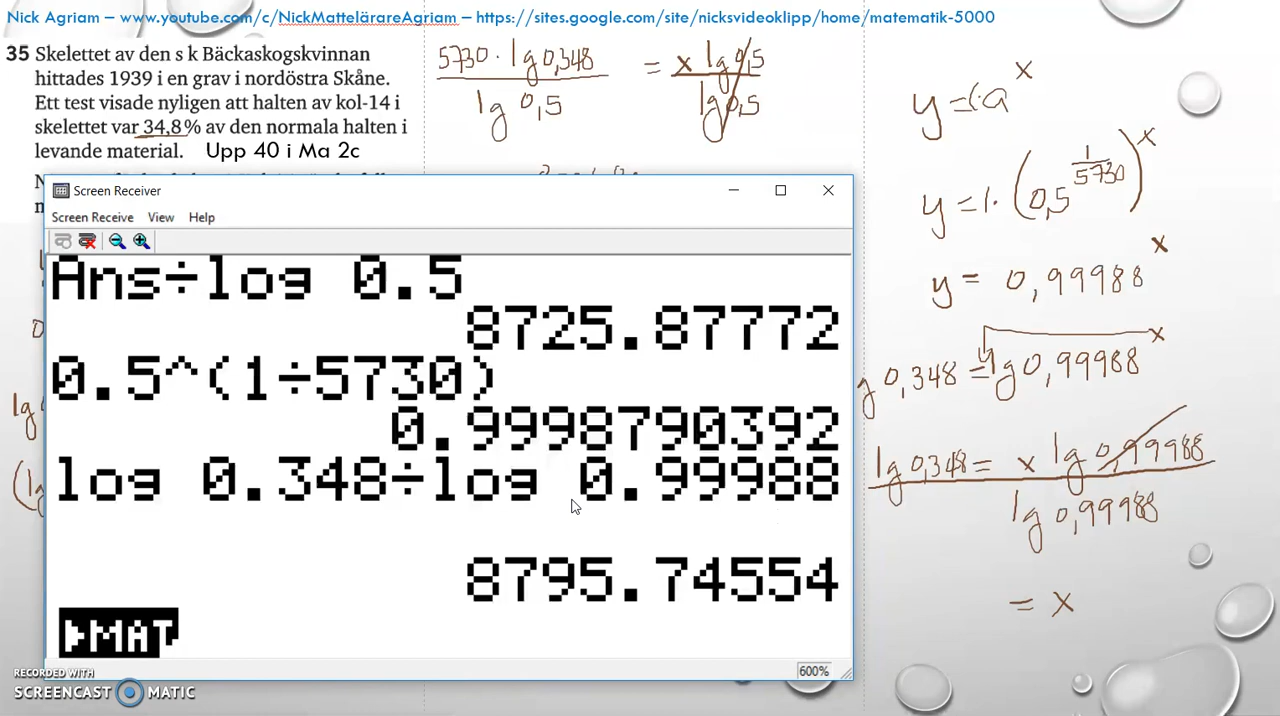 Nick Agriam – www.youtube.com/c/NickMattelärareAgriam – https://sites.google.com/site/nicksvideoklipp/home/matematik-5000
35 Skelettet av den s k Bäckaskogskvinnan
hittades 1939 i en grav i nordöstra Skåne.
Ett test visade nyligen att halten av kol-14 i
skelettet var 34,8% av den normala halten i
levande material. Upp 40 i Ma 2c
5730 · lg 0,348 = x lg 0,5
lg 0,5 lg 0,5
Screen Receiver
Screen Receive View Help
Ans÷log 0.5
8725.87772
0.5^(1÷5730)
0.9998790392
log 0.348÷log 0.99988
8795.74554
▶MAT
600%
y = C·a^x
y = 1·(0,5^(1/5730))^x
y = 0,99988^x
g 0,348 = lg 0,99988^x
lg 0,348 = x lg 0,99988
lg 0,99988
= x
lg
(lg
RECORDED WITH
SCREENCAST MATIC